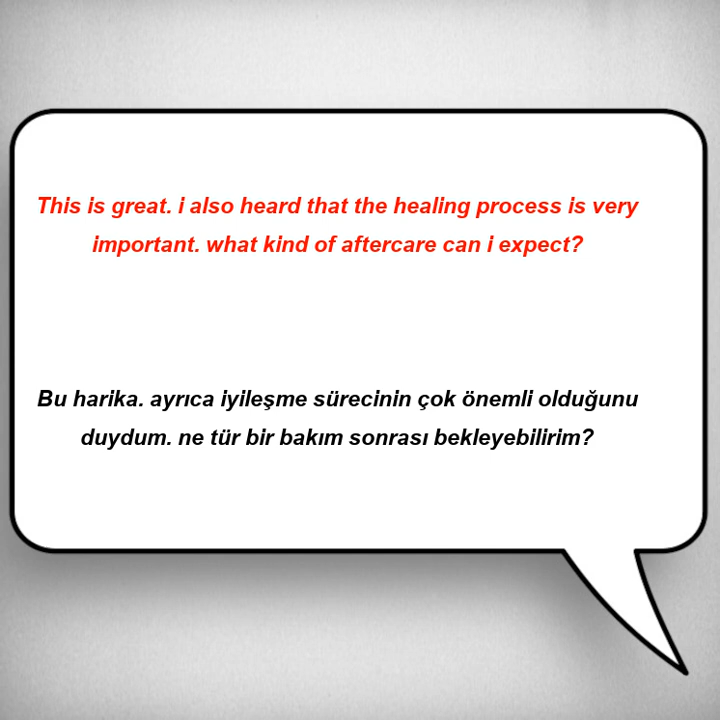 This is great. i also heard that the healing process is very
important. what kind of aftercare can i expect?
Bu harika. ayrıca iyileşme sürecinin çok önemli olduğunu
duydum. ne tür bir bakım sonrası bekleyebilirim?